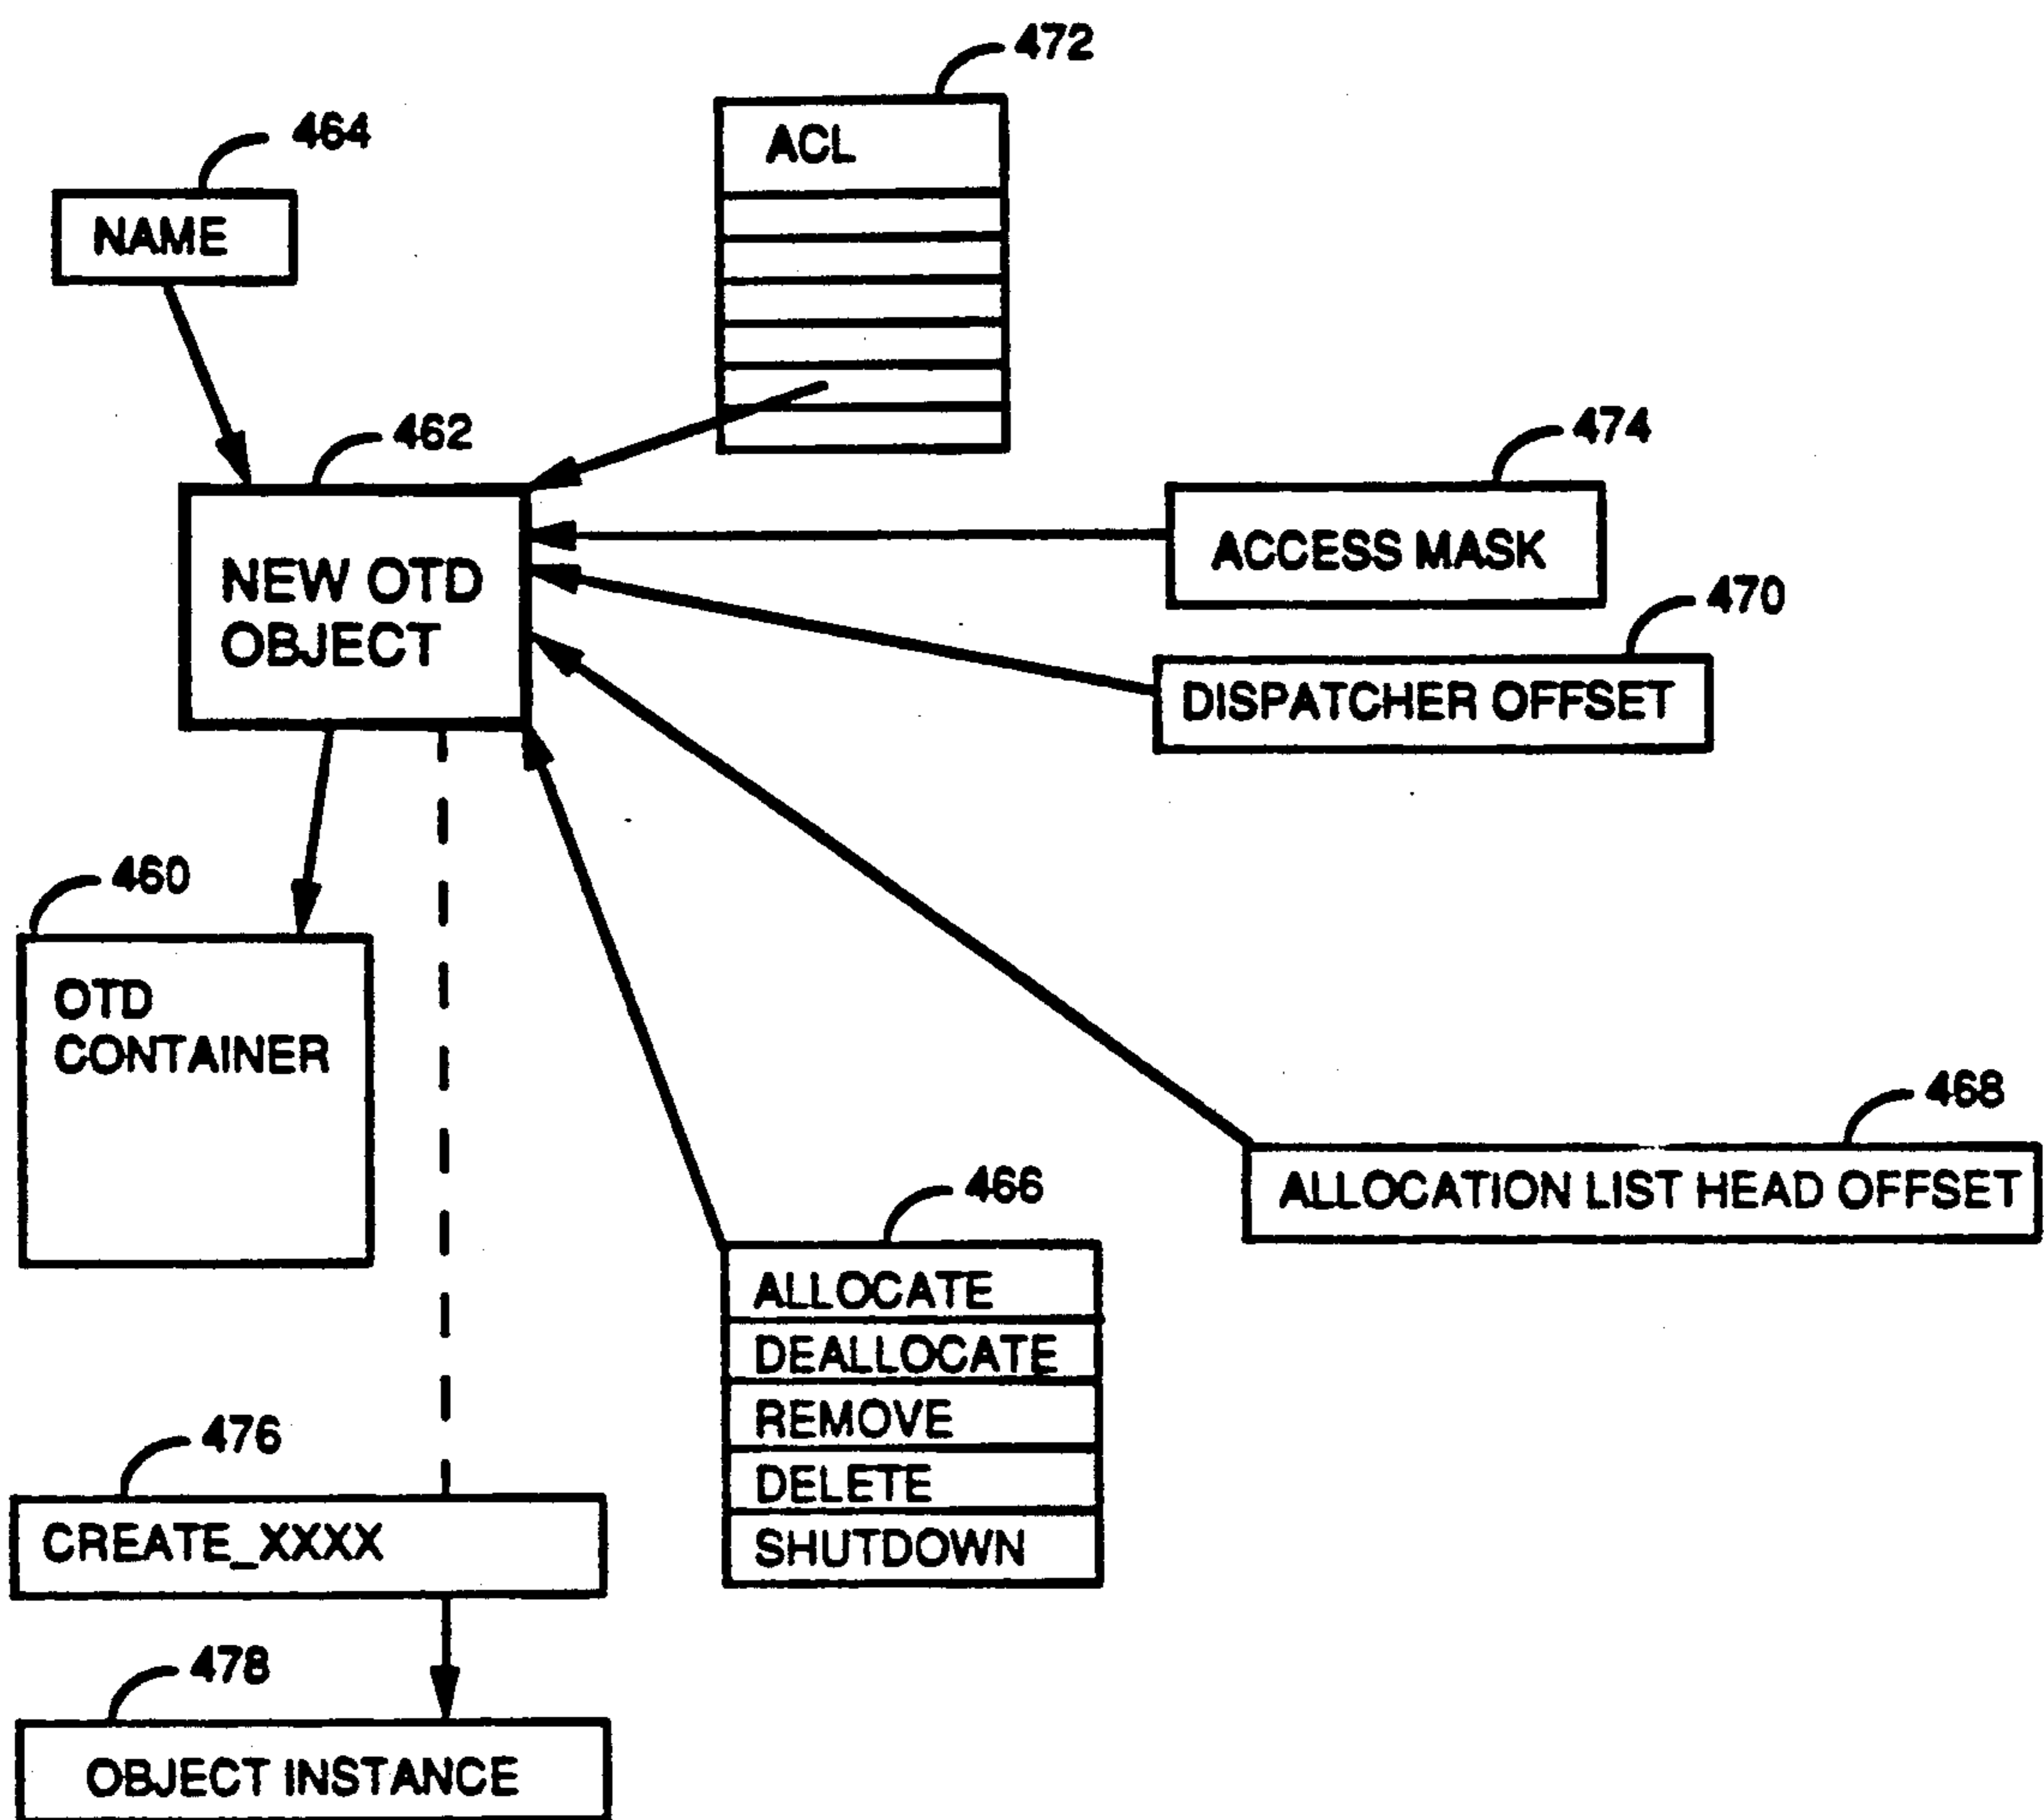 472
464
ACL
NAME
462
474
ACCESS MASK
NEW OTD
OBJECT
470
DISPATCHER OFFSET
460
OTD
CONTAINER
468
ALLOCATION LIST HEAD OFFSET
466
ALLOCATE
DEALLOCATE
REMOVE
DELETE
SHUTDOWN
476
CREATE_XXXX
478
OBJECT INSTANCE